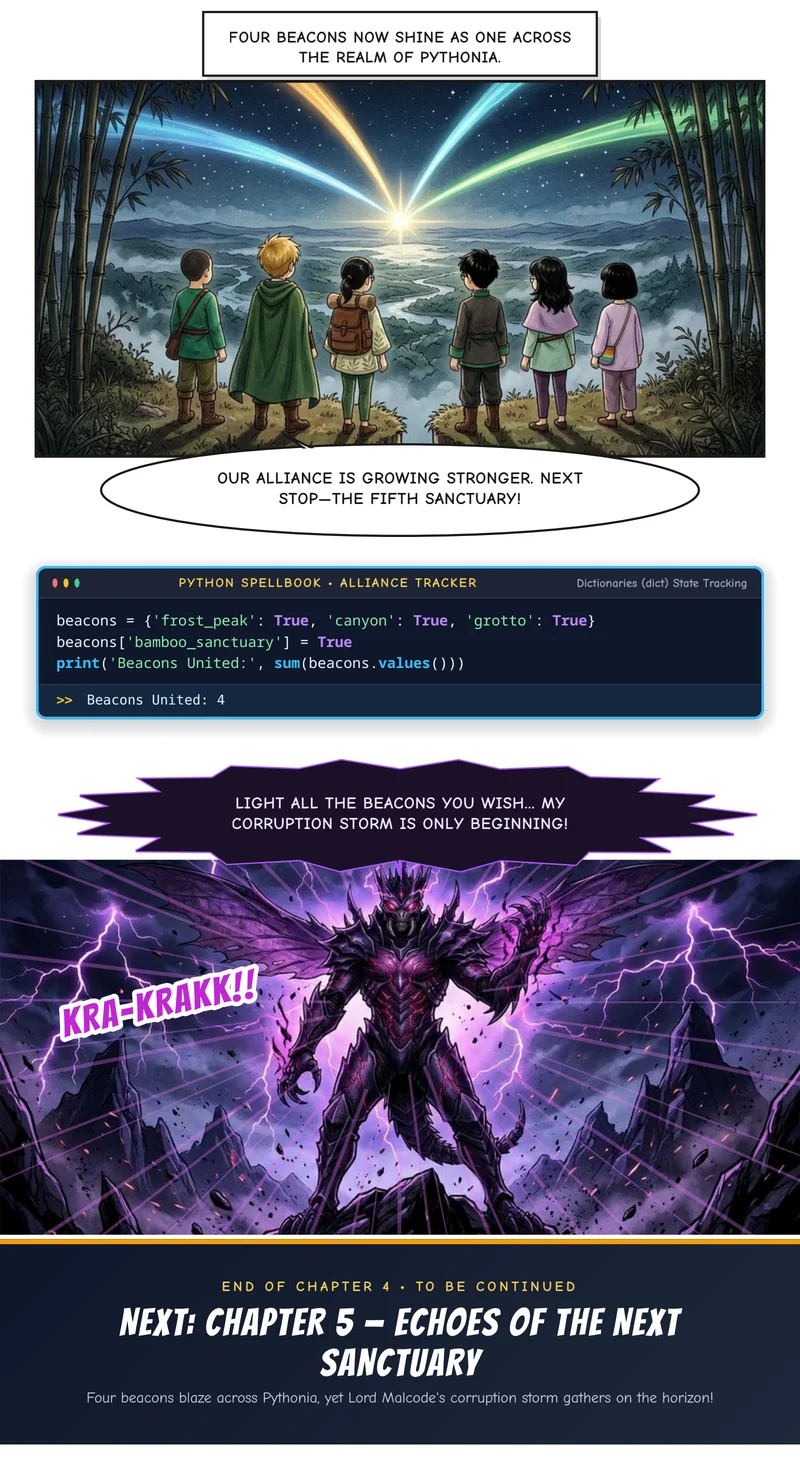 FOUR BEACONS NOW SHINE AS ONE ACROSS
THE REALM OF PYTHONIA.
OUR ALLIANCE IS GROWING STRONGER. NEXT
STOP—THE FIFTH SANCTUARY!
PYTHON SPELLBOOK • ALLIANCE TRACKER
Dictionaries (dict) State Tracking
beacons = {'frost_peak': True, 'canyon': True, 'grotto': True}
beacons['bamboo_sanctuary'] = True
print('Beacons United:', sum(beacons.values()))
>> Beacons United: 4
LIGHT ALL THE BEACONS YOU WISH... MY
CORRUPTION STORM IS ONLY BEGINNING!
KRA-KRAKK!!
END OF CHAPTER 4 • TO BE CONTINUED
NEXT: CHAPTER 5 — ECHOES OF THE NEXT
SANCTUARY
Four beacons blaze across Pythonia, yet Lord Malcode's corruption storm gathers on the horizon!